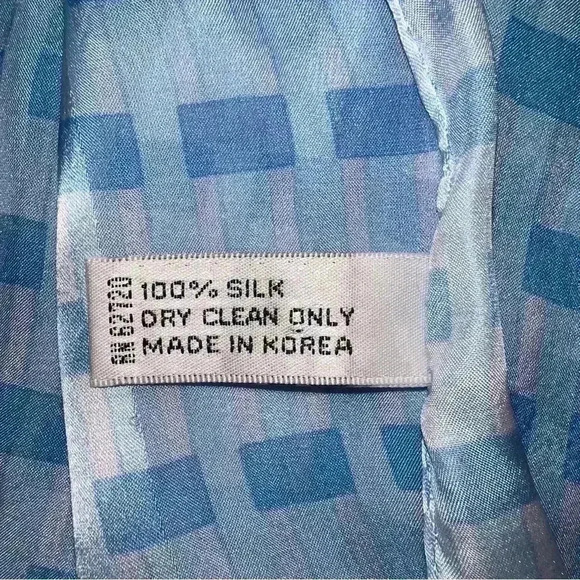 RN 62720
100% SILK
DRY CLEAN ONLY
MADE IN KOREA